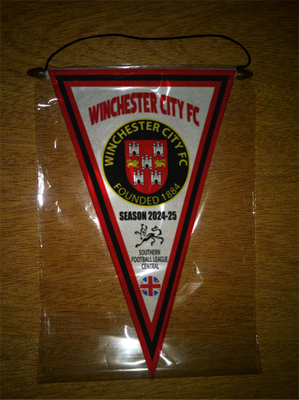 WINCHESTER CITY FC
WINCHESTER CITY FC
FOUNDED 1884
SEASON 2024-25
SOUTHERN
FOOTBALL LEAGUE
CENTRAL